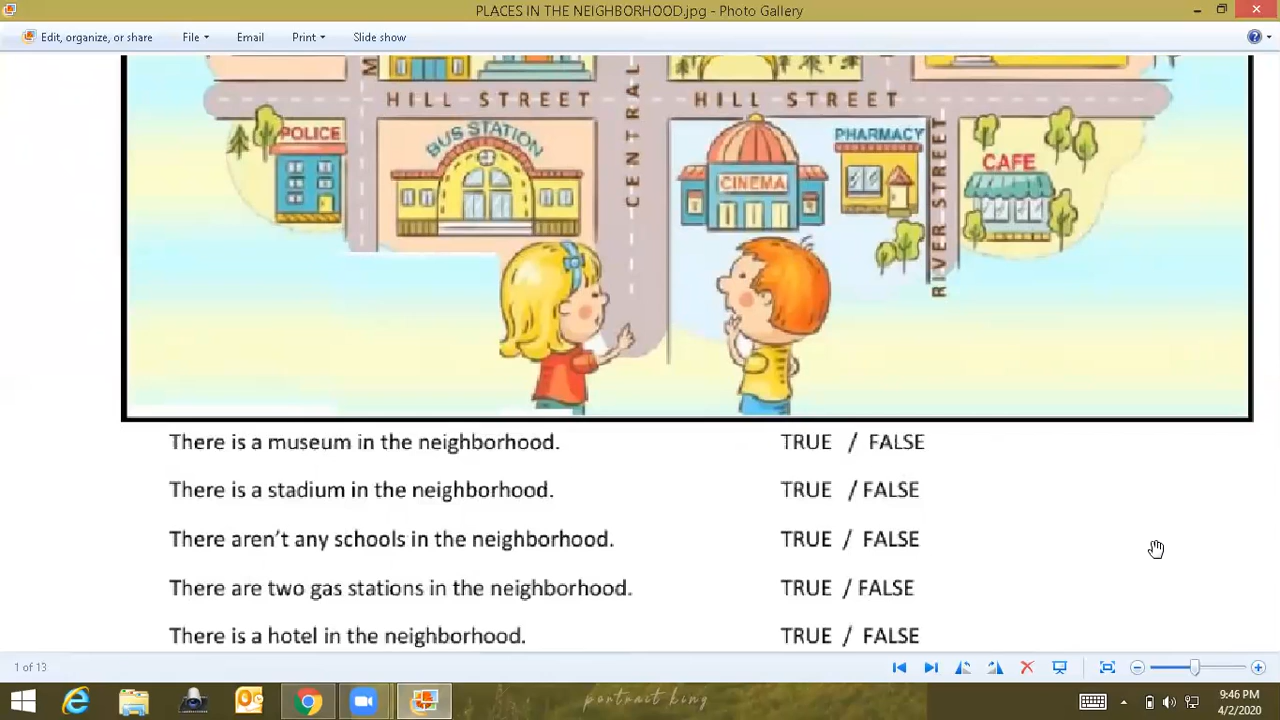 PLACES IN THE NEIGHBORHOOD.jpg - Photo Gallery
Edit, organize, or share File Email Print Slide show
HILL STREET HILL STREET
CENTRAL
POLICE
BUS STATION
CINEMA
PHARMACY
RIVER STREET
CAFE
There is a museum in the neighborhood. TRUE / FALSE
There is a stadium in the neighborhood. TRUE / FALSE
There aren't any schools in the neighborhood. TRUE / FALSE
There are two gas stations in the neighborhood. TRUE / FALSE
There is a hotel in the neighborhood. TRUE / FALSE
1 of 13
portrait king
9:46 PM
4/2/2020